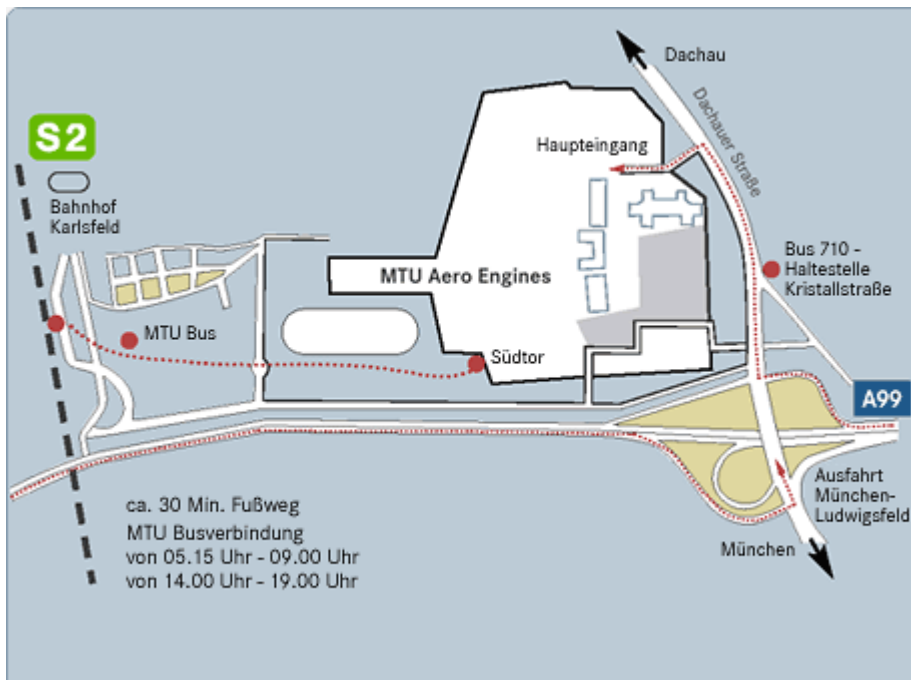 Dachau
Dachauer Straße
S2
Haupteingang
Bahnhof
Karlsfeld
Bus 710 -
Haltestelle
Kristallstraße
MTU Aero Engines
MTU Bus
Südtor
A99
Ausfahrt
München-
Ludwigsfeld
München
ca. 30 Min. Fußweg
MTU Busverbindung
von 05.15 Uhr - 09.00 Uhr
von 14.00 Uhr - 19.00 Uhr